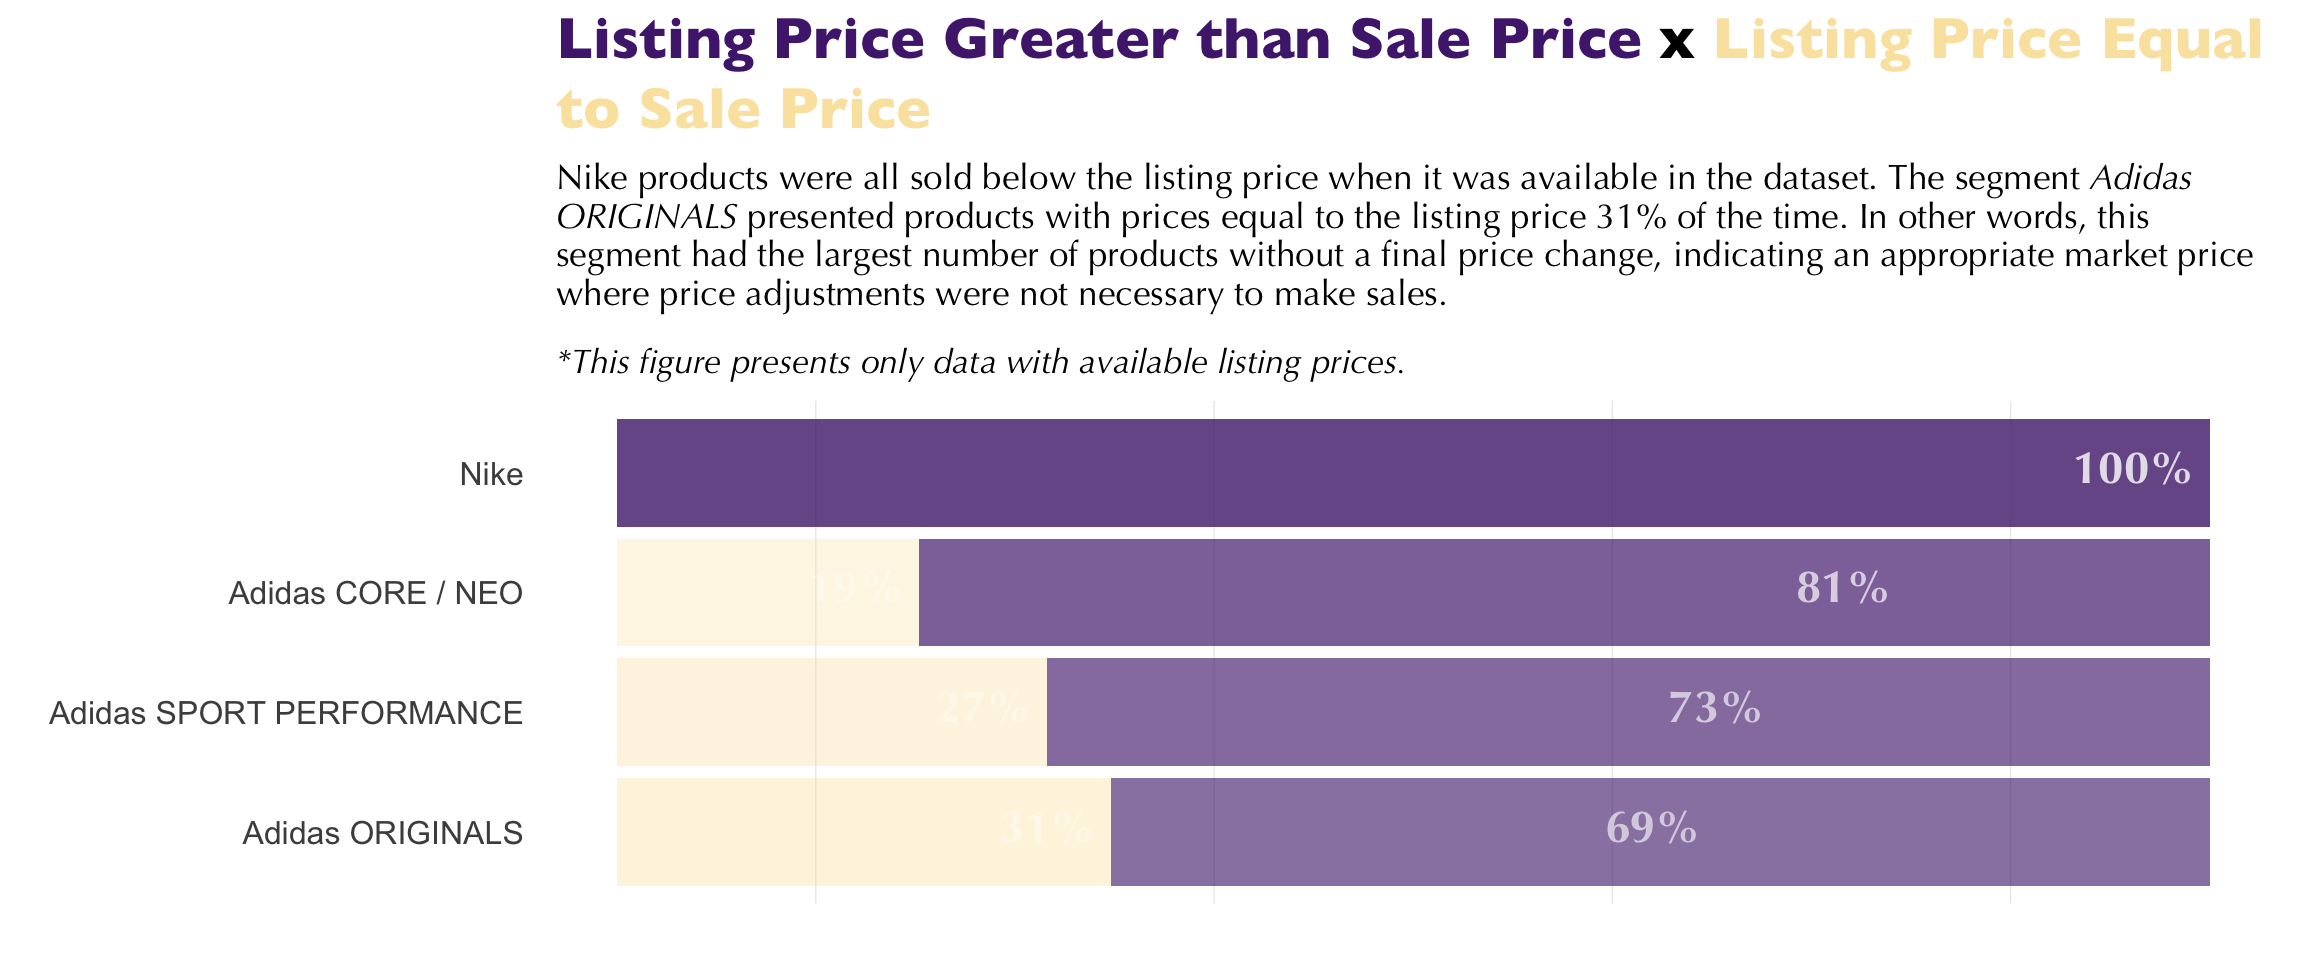 Listing Price Greater than Sale Price x Listing Price Equal
to Sale Price
Nike products were all sold below the listing price when it was available in the dataset. The segment Adidas
ORIGINALS presented products with prices equal to the listing price 31% of the time. In other words, this
segment had the largest number of products without a final price change, indicating an appropriate market price
where price adjustments were not necessary to make sales.
*This figure presents only data with available listing prices.
Nike
100%
Adidas CORE / NEO
19%
81%
Adidas SPORT PERFORMANCE
27%
73%
Adidas ORIGINALS
31%
69%